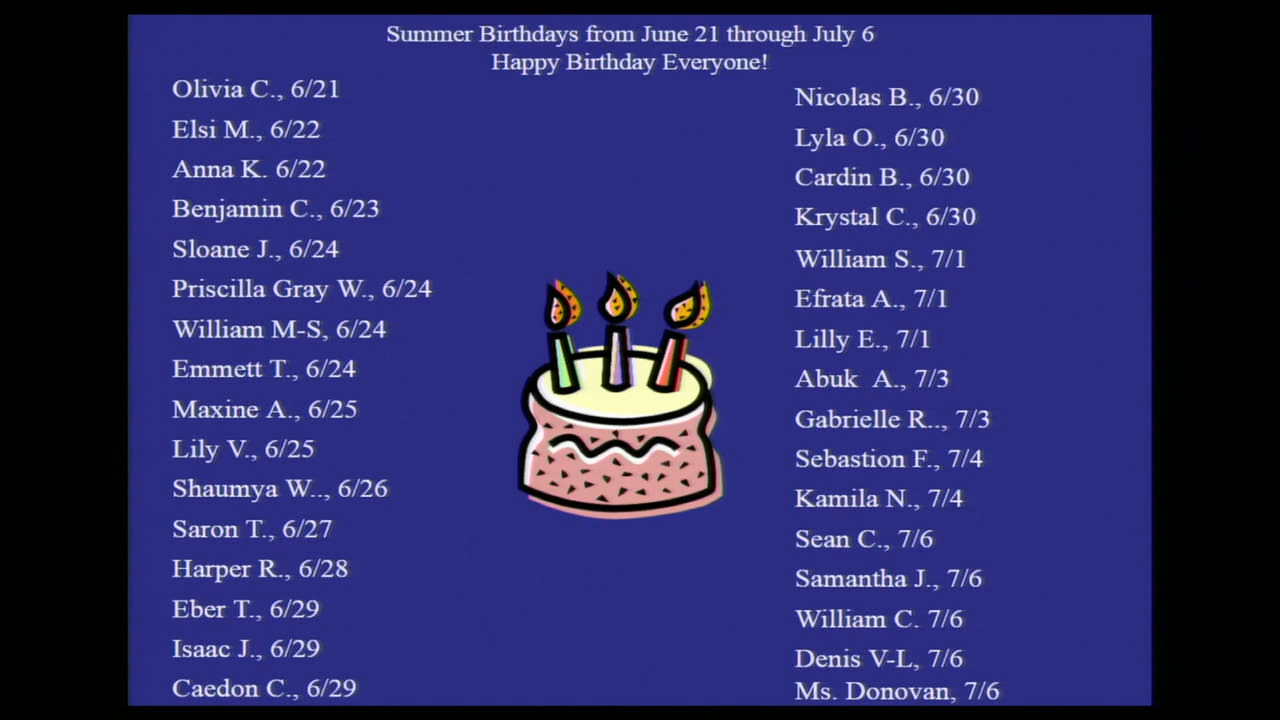 Summer Birthdays from June 21 through July 6
Happy Birthday Everyone!
Olivia C., 6/21
Elsi M., 6/22
Anna K. 6/22
Benjamin C., 6/23
Sloane J., 6/24
Priscilla Gray W., 6/24
William M-S, 6/24
Emmett T., 6/24
Maxine A., 6/25
Lily V., 6/25
Shaumya W.., 6/26
Saron T., 6/27
Harper R., 6/28
Eber T., 6/29
Isaac J., 6/29
Caedon C., 6/29
Nicolas B., 6/30
Lyla O., 6/30
Cardin B., 6/30
Krystal C., 6/30
William S., 7/1
Efrata A., 7/1
Lilly E., 7/1
Abuk  A., 7/3
Gabrielle R.., 7/3
Sebastion F., 7/4
Kamila N., 7/4
Sean C., 7/6
Samantha J., 7/6
William C. 7/6
Denis V-L, 7/6
Ms. Donovan, 7/6